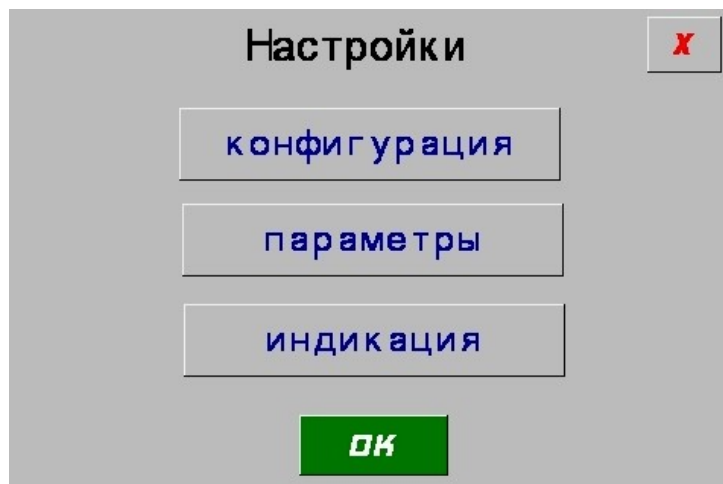 Настройки
X
конфигурация
параметры
индикация
OK